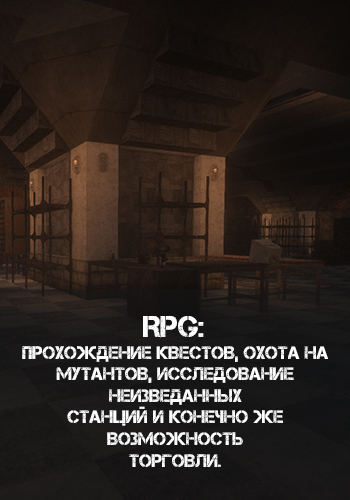 RPG:
ПРОХОЖДЕНИЕ КВЕСТОВ, ОХОТА НА
МУТАНТОВ, ИССЛЕДОВАНИЕ
НЕИЗВЕДАННЫХ
СТАНЦИЙ И КОНЕЧНО ЖЕ
ВОЗМОЖНОСТЬ
ТОРГОВЛИ.